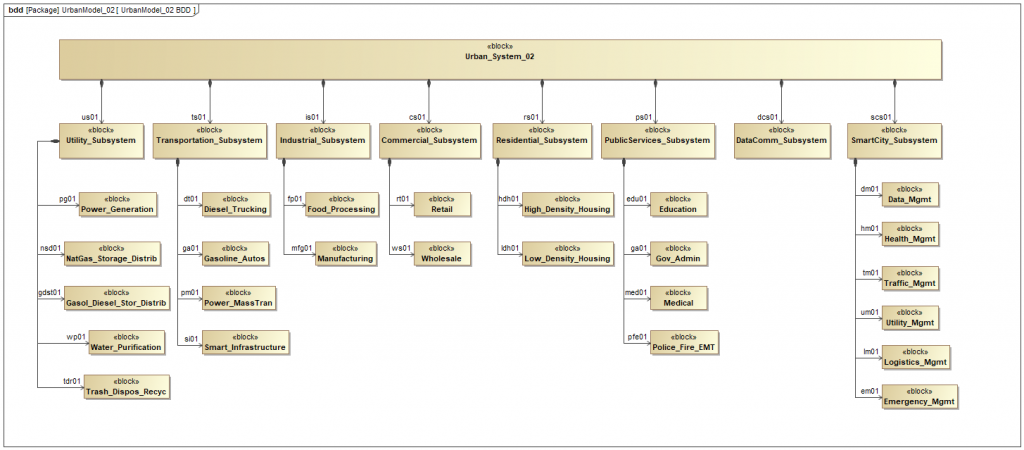 bdd [Package] UrbanModel_02 [ UrbanModel_02 BDD ]
«block»
Urban_System_02
us01
ts01
is01
cs01
rs01
ps01
dcs01
scs01
«block»
Utility_Subsystem
«block»
Transportation_Subsystem
«block»
Industrial_Subsystem
«block»
Commercial_Subsystem
«block»
Residential_Subsystem
«block»
PublicServices_Subsystem
«block»
DataComm_Subsystem
«block»
SmartCity_Subsystem
pg01
«block»
Power_Generation
nsd01
«block»
NatGas_Storage_Distrib
gdst01
«block»
Gasol_Diesel_Stor_Distrib
wp01
«block»
Water_Purification
tdr01
«block»
Trash_Dispos_Recyc
dt01
«block»
Diesel_Trucking
ga01
«block»
Gasoline_Autos
pm01
«block»
Power_MassTran
si01
«block»
Smart_Infrastructure
fp01
«block»
Food_Processing
mfg01
«block»
Manufacturing
rt01
«block»
Retail
ws01
«block»
Wholesale
hdh01
«block»
High_Density_Housing
ldh01
«block»
Low_Density_Housing
edu01
«block»
Education
ga01
«block»
Gov_Admin
med01
«block»
Medical
pfe01
«block»
Police_Fire_EMT
dm01
«block»
Data_Mgmt
hm01
«block»
Health_Mgmt
tm01
«block»
Traffic_Mgmt
um01
«block»
Utility_Mgmt
lm01
«block»
Logistics_Mgmt
em01
«block»
Emergency_Mgmt